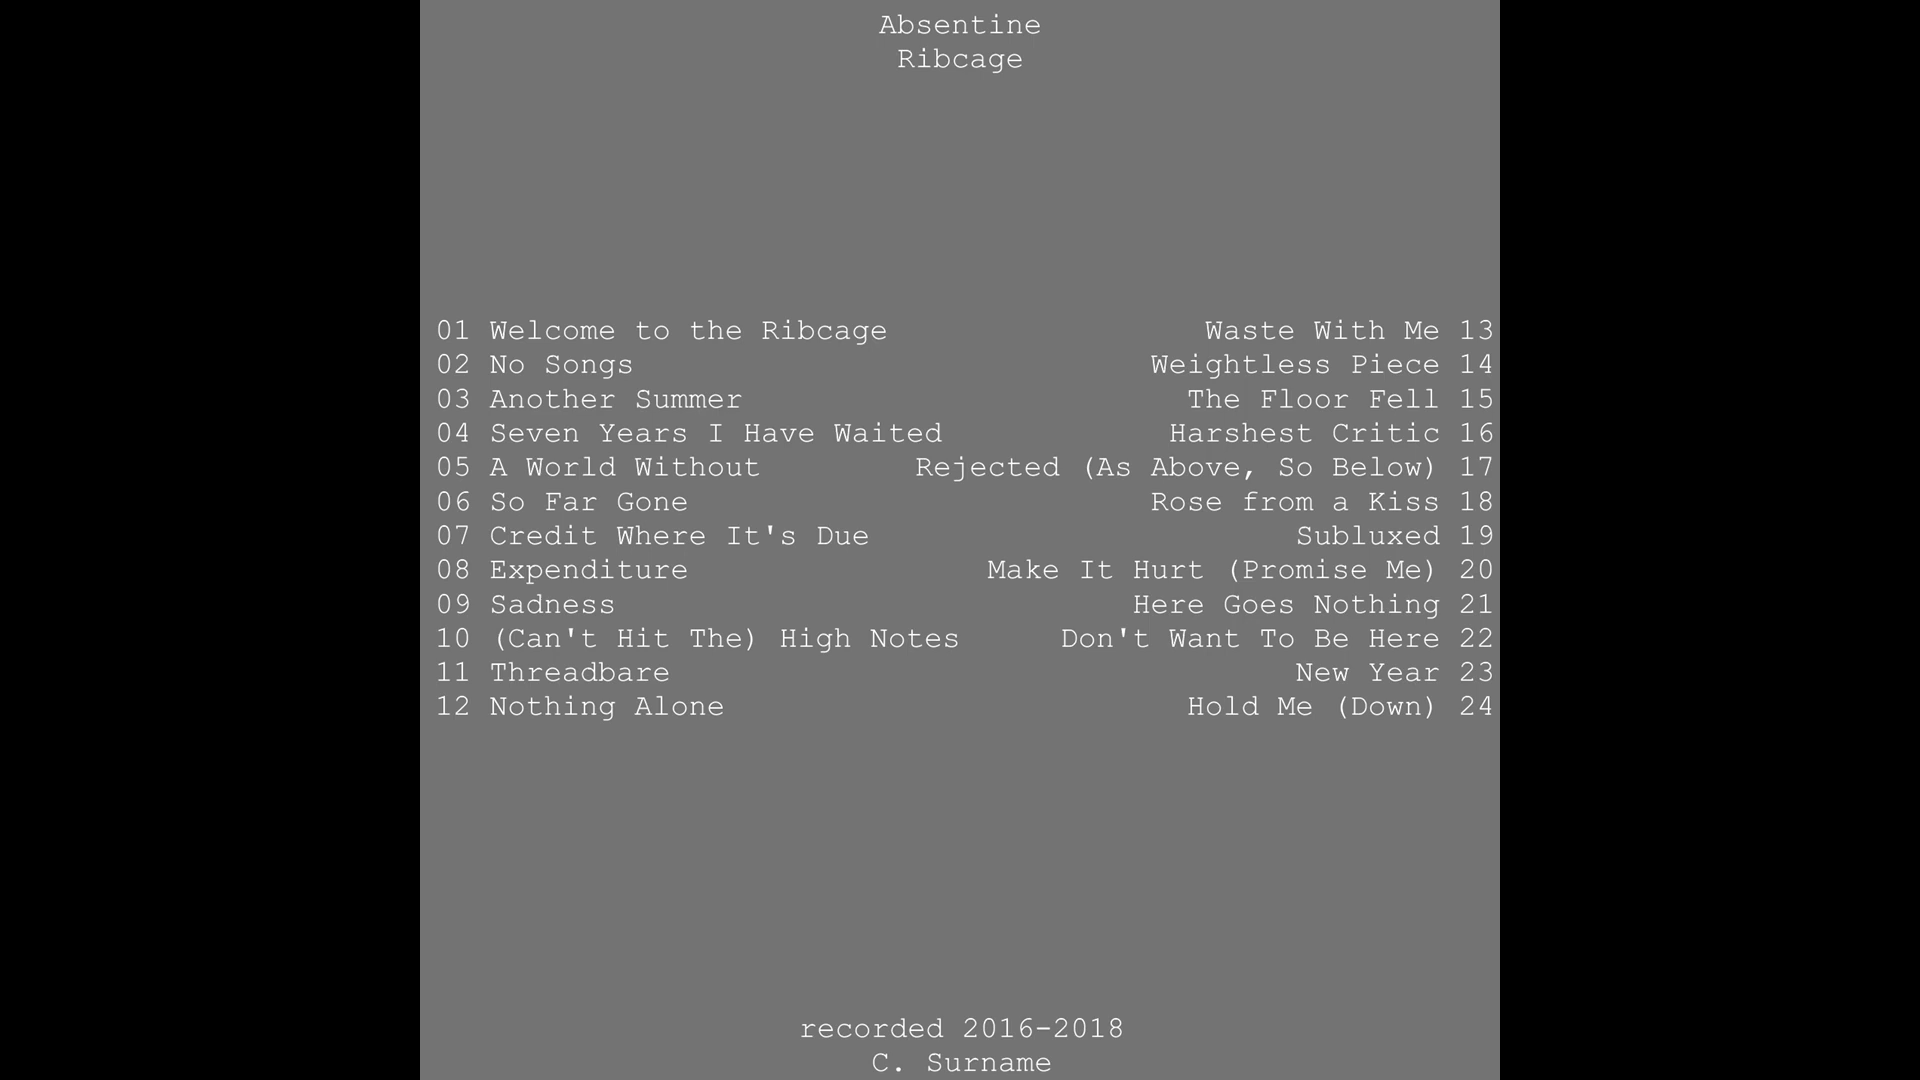 Absentine
Ribcage
01 Welcome to the Ribcage
02 No Songs
03 Another Summer
04 Seven Years I Have Waited
05 A World Without
06 So Far Gone
07 Credit Where It's Due
08 Expenditure
09 Sadness
10 (Can't Hit The) High Notes
11 Threadbare
12 Nothing Alone
Waste With Me 13
Weightless Piece 14
The Floor Fell 15
Harshest Critic 16
Rejected (As Above, So Below) 17
Rose from a Kiss 18
Subluxed 19
Make It Hurt (Promise Me) 20
Here Goes Nothing 21
Don't Want To Be Here 22
New Year 23
Hold Me (Down) 24
recorded 2016-2018
C. Surname